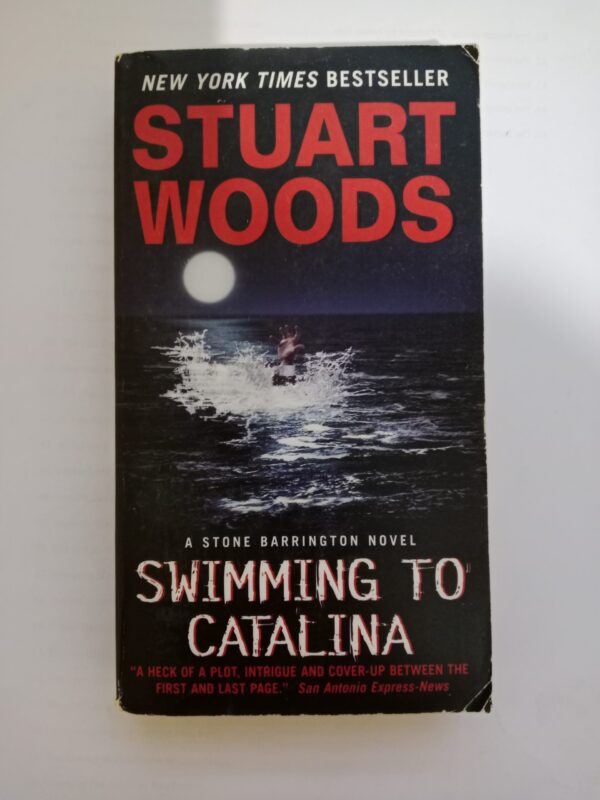 NEW YORK TIMES BESTSELLER
STUART
WOODS
A STONE BARRINGTON NOVEL
SWIMMING TO
CATALINA
"A HECK OF A PLOT, INTRIGUE AND COVER-UP BETWEEN THE
FIRST AND LAST PAGE." San Antonio Express-News